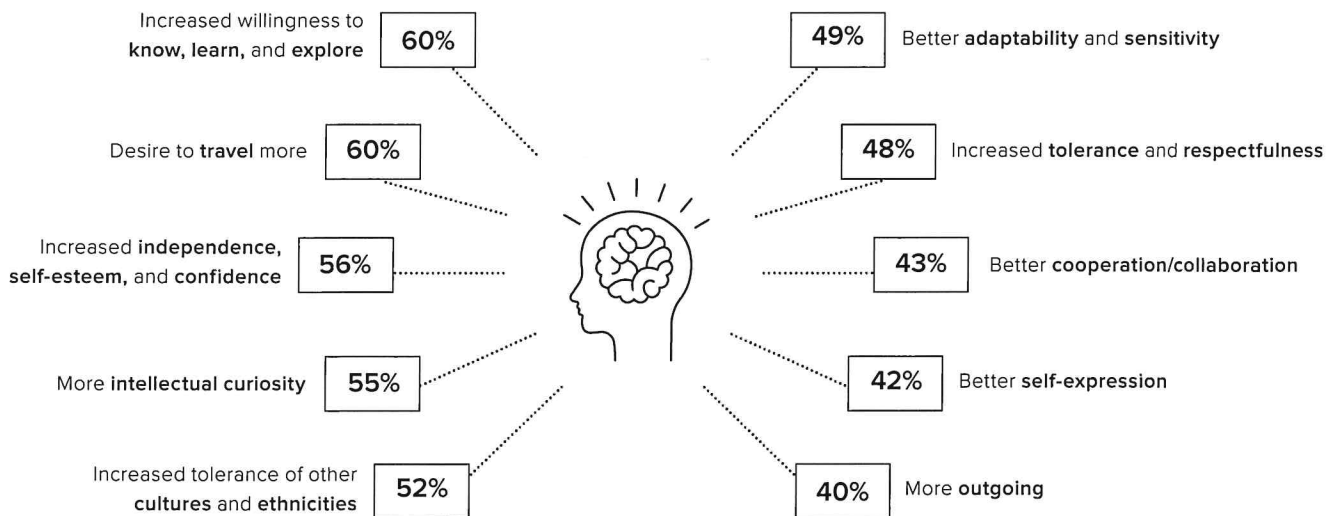 Increased willingness to
know, learn, and explore
60%
Desire to travel more
60%
Increased independence,
self-esteem, and confidence
56%
More intellectual curiosity
55%
Increased tolerance of other
cultures and ethnicities
52%
49%
Better adaptability and sensitivity
48%
Increased tolerance and respectfulness
43%
Better cooperation/collaboration
42%
Better self-expression
40%
More outgoing